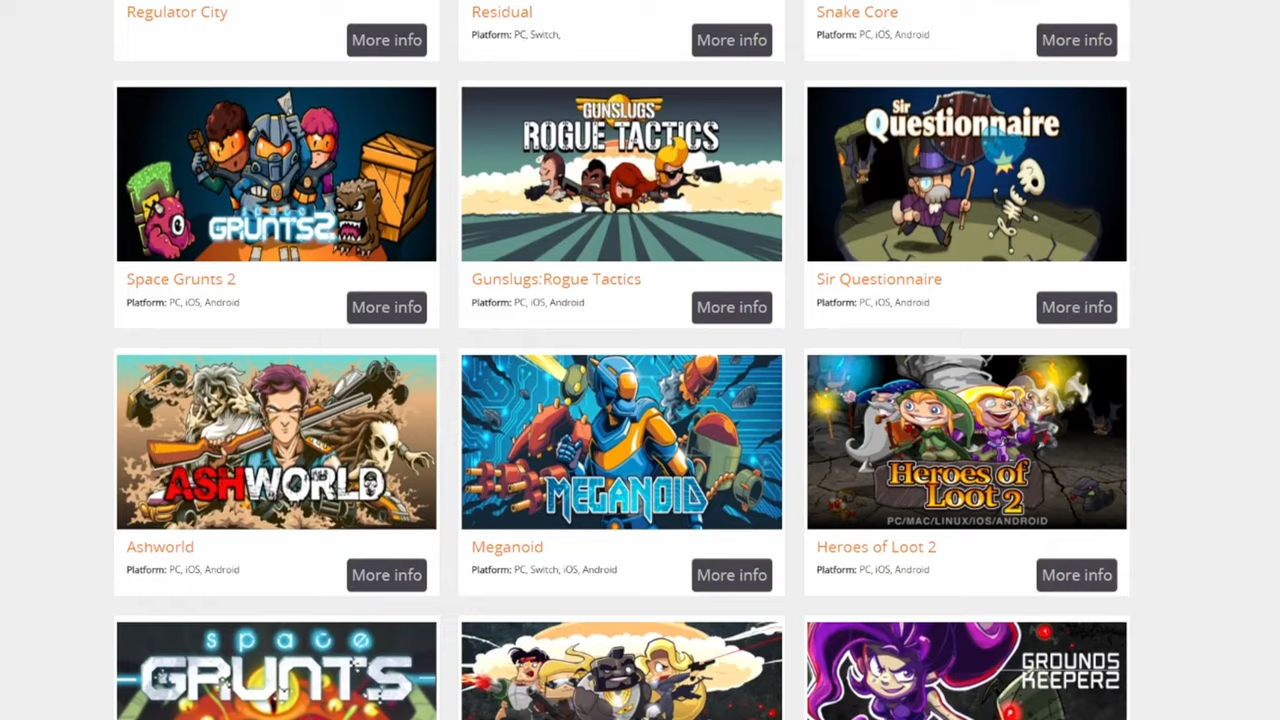 Regulator City
Residual
Snake Core
Platform: PC, Switch,
Platform: PC, iOS, Android
More info
More info
More info
space
GRUNTS2
GUNSLUGS
ROGUE TACTICS
Sir
Questionnaire
Space Grunts 2
Gunslugs:Rogue Tactics
Sir Questionnaire
Platform: PC, iOS, Android
Platform: PC, iOS, Android
Platform: PC, iOS, Android
More info
More info
More info
ASHWORLD
MEGANOID
Heroes of
Loot 2
PC/MAC/LINUX/IOS/ANDROID
Ashworld
Meganoid
Heroes of Loot 2
Platform: PC, iOS, Android
Platform: PC, Switch, iOS, Android
Platform: PC, iOS, Android
More info
More info
More info
space
GRUNTS
GROUNDS
KEEPER2